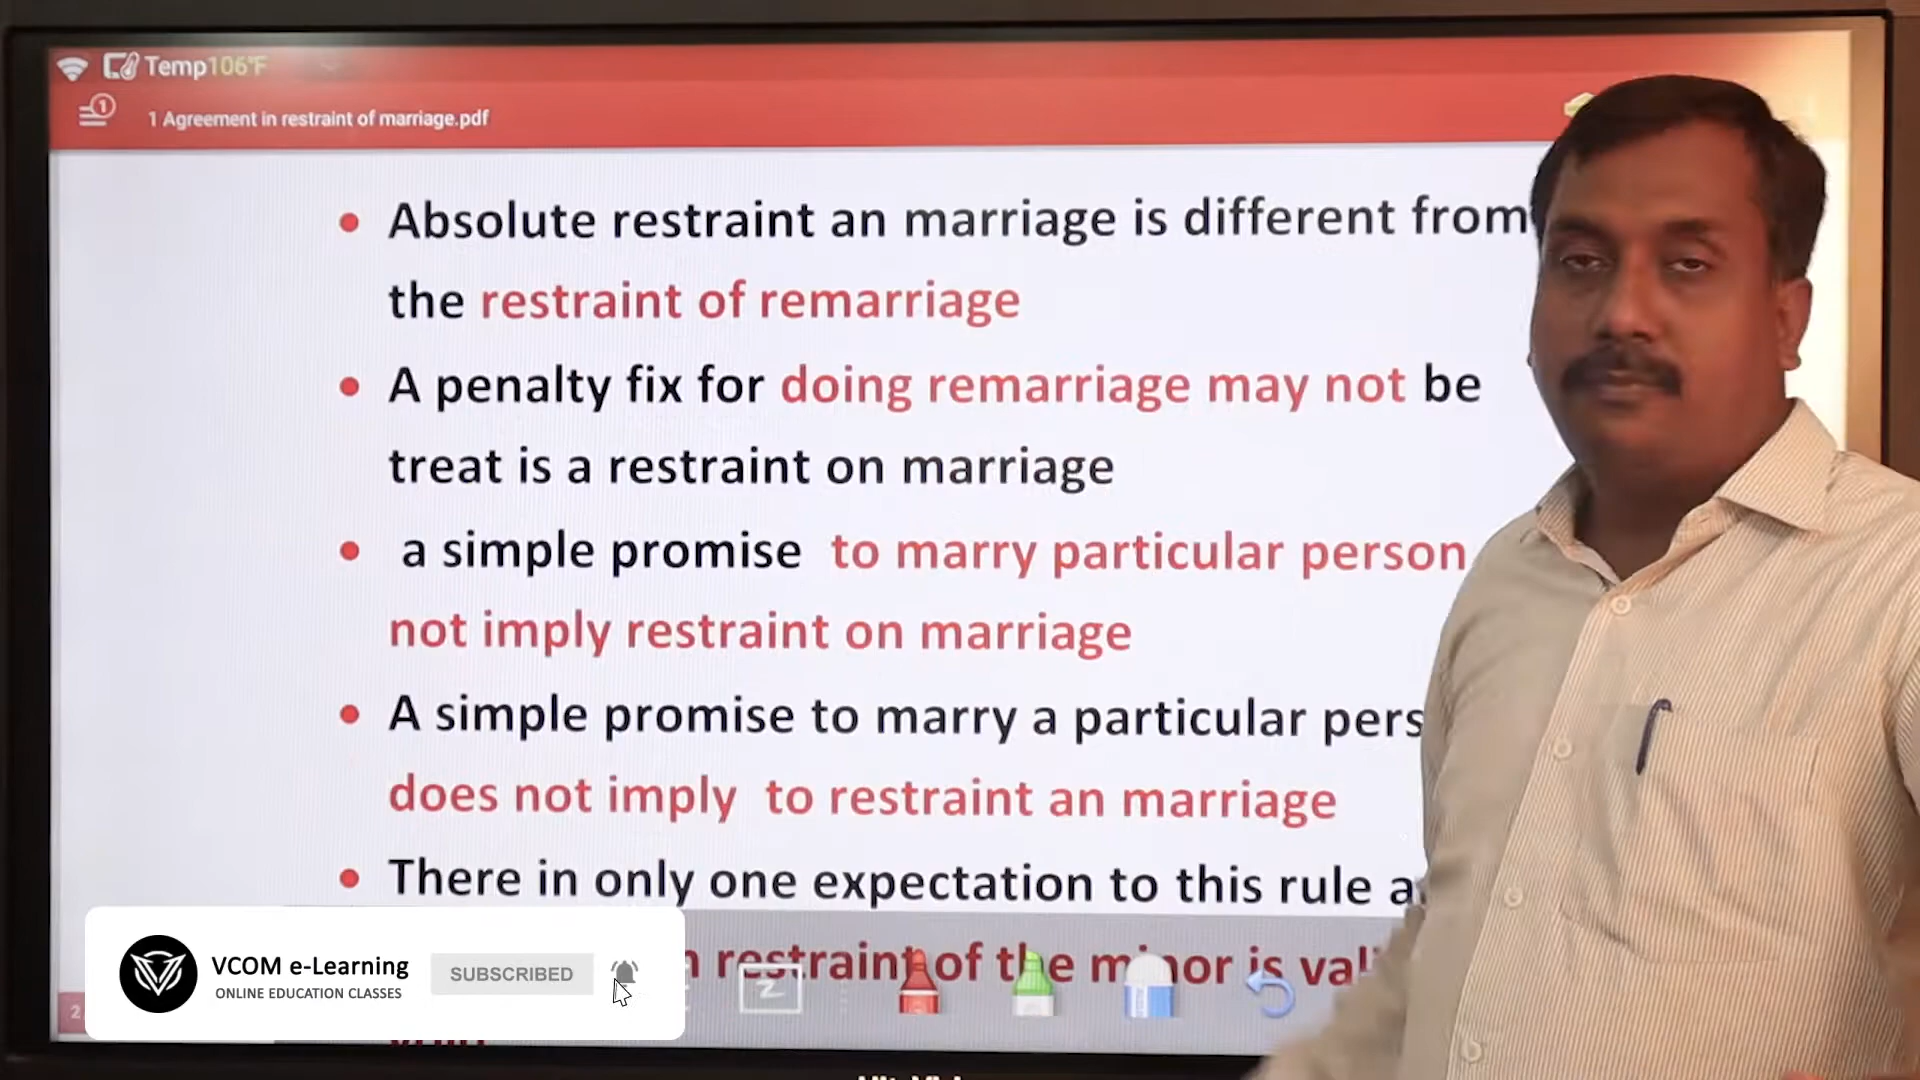 Temp106°F
1
1 Agreement in restraint of marriage.pdf
• Absolute restraint an marriage is different from
the restraint of remarriage
• A penalty fix for doing remarriage may not be
treat is a restraint on marriage
• a simple promise to marry particular person
not imply restraint on marriage
• A simple promise to marry a particular pers
does not imply to restraint an marriage
• There in only one expectation to this rule a
restraint of the minor is
VCOM e-Learning
ONLINE EDUCATION CLASSES
SUBSCRIBED
2